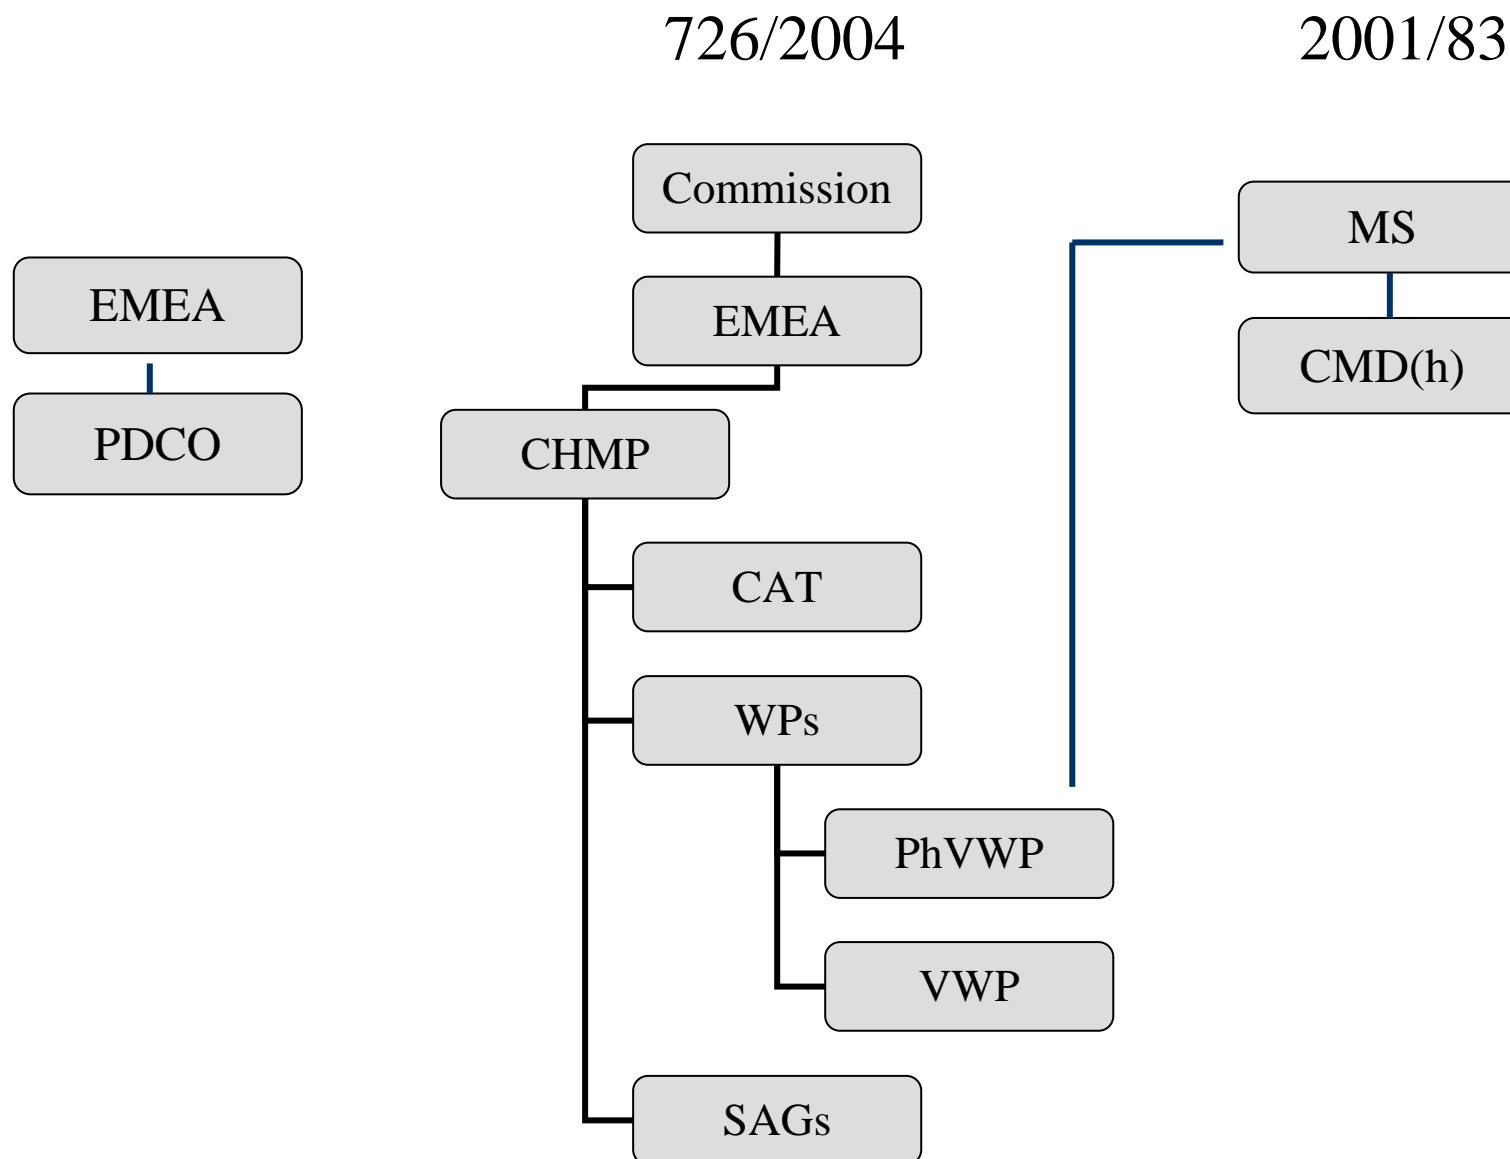 726/2004
2001/83
Commission
MS
EMEA
EMEA
CMD(h)
PDCO
CHMP
CAT
WPs
PhVWP
VWP
SAGs